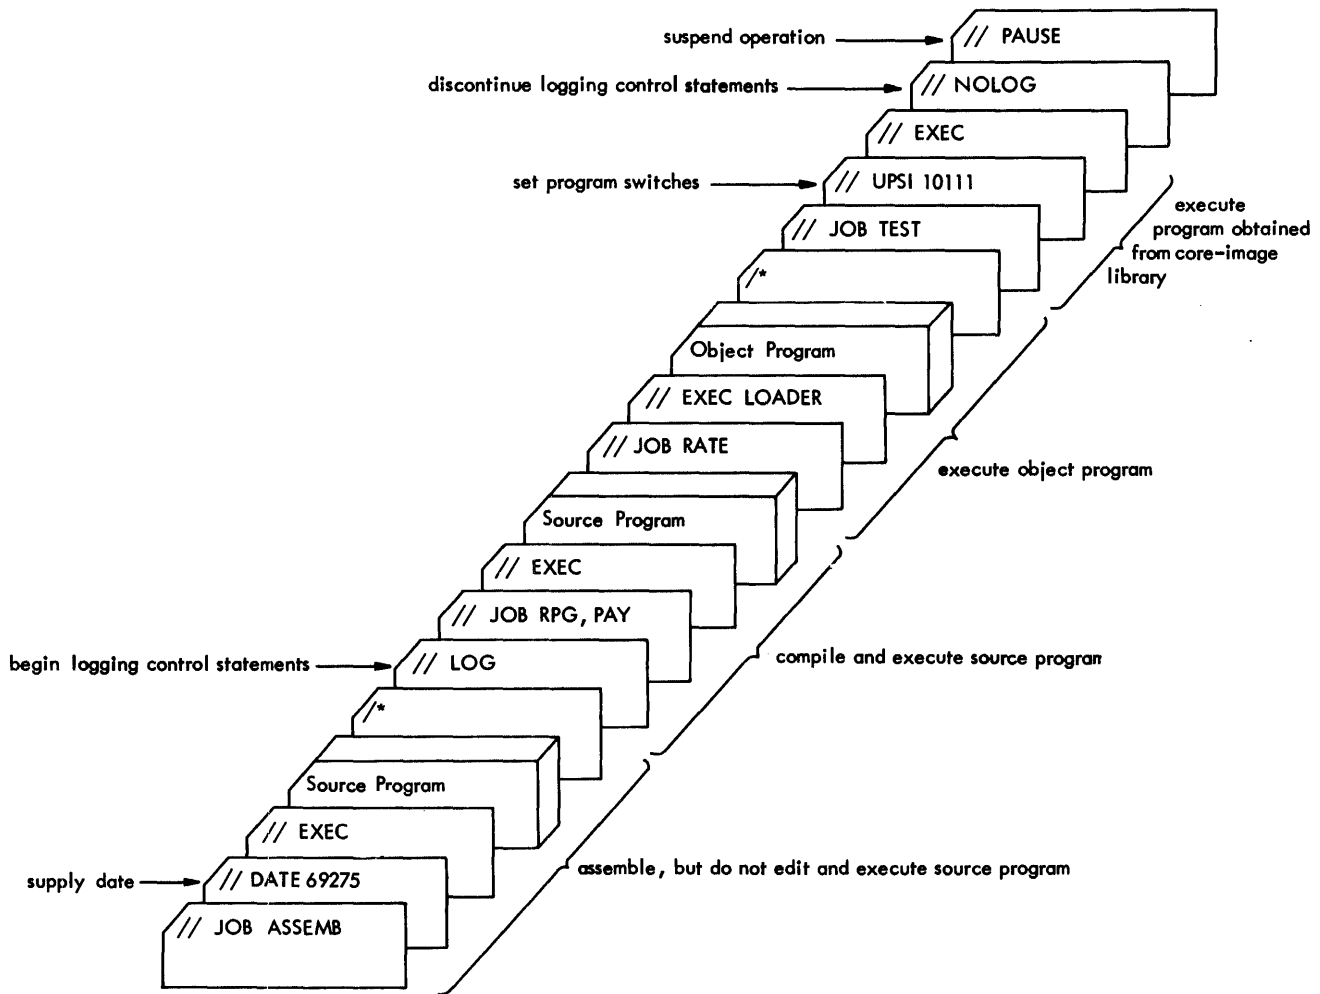 suspend operation
// PAUSE
discontinue logging control statements
// NOLOG
// EXEC
set program switches
// UPSI 10111
execute
program obtained
from core-image
library
// JOB TEST
/*
Object Program
// EXEC LOADER
// JOB RATE
execute object program
Source Program
// EXEC
// JOB RPG, PAY
begin logging control statements
// LOG
compile and execute source program
/*
Source Program
// EXEC
assemble, but do not edit and execute source program
supply date
// DATE 69275
// JOB ASSEMB